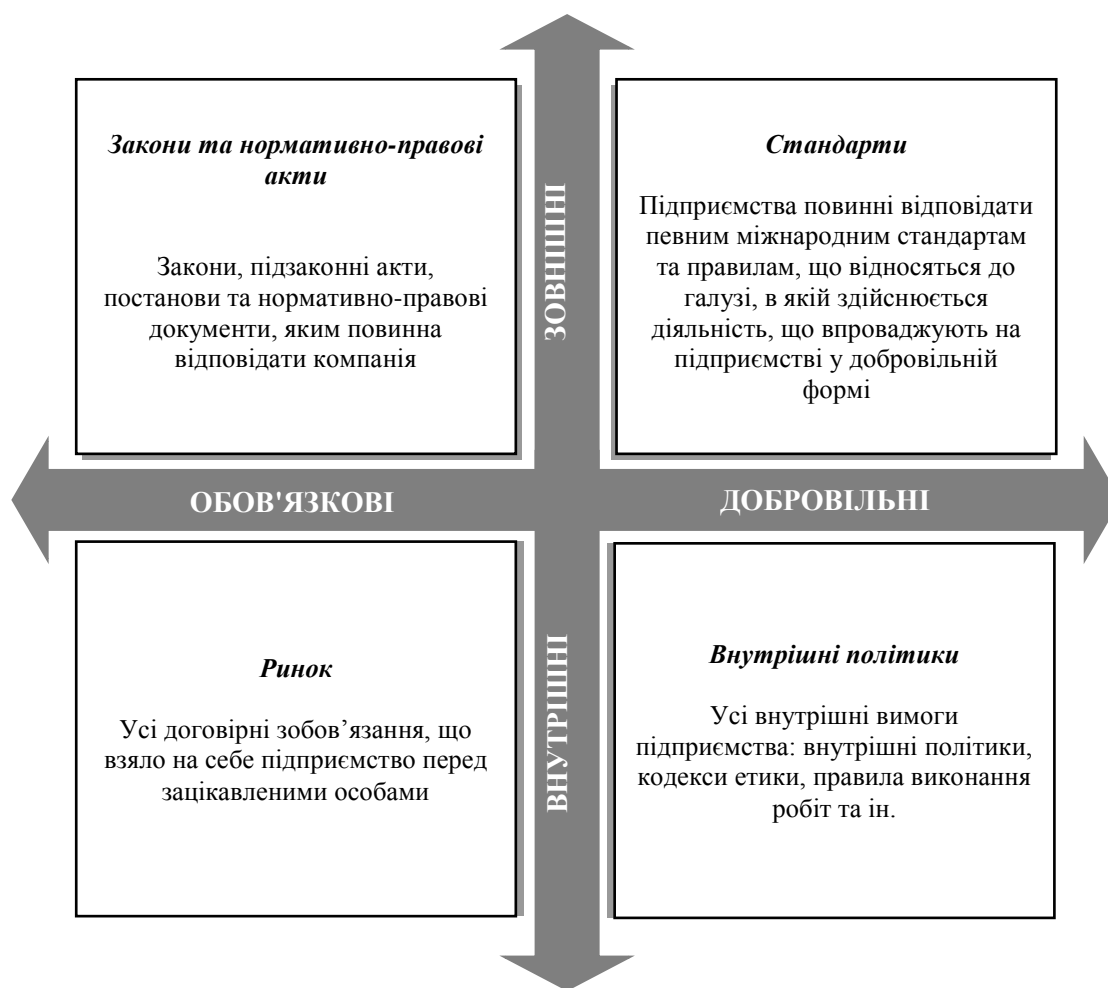 Закони та нормативно-правові
акти
Закони, підзаконні акти,
постанови та нормативно-правові
документи, яким повинна
відповідати компанія
ЗОВНІШНІ
Стандарти
Підприємства повинні відповідати
певним міжнародним стандартам
та правилам, що відносяться до
галузі, в якій здійснюється
діяльність, що впроваджують на
підприємстві у добровільній
формі
ОБОВ'ЯЗКОВІ
ДОБРОВІЛЬНІ
Ринок
Усі договірні зобов’язання, що
взяло на себе підприємство перед
зацікавленими особами
ВНУТРІШНІ
Внутрішні політики
Усі внутрішні вимоги
підприємства: внутрішні політики,
кодекси етики, правила виконання
робіт та ін.